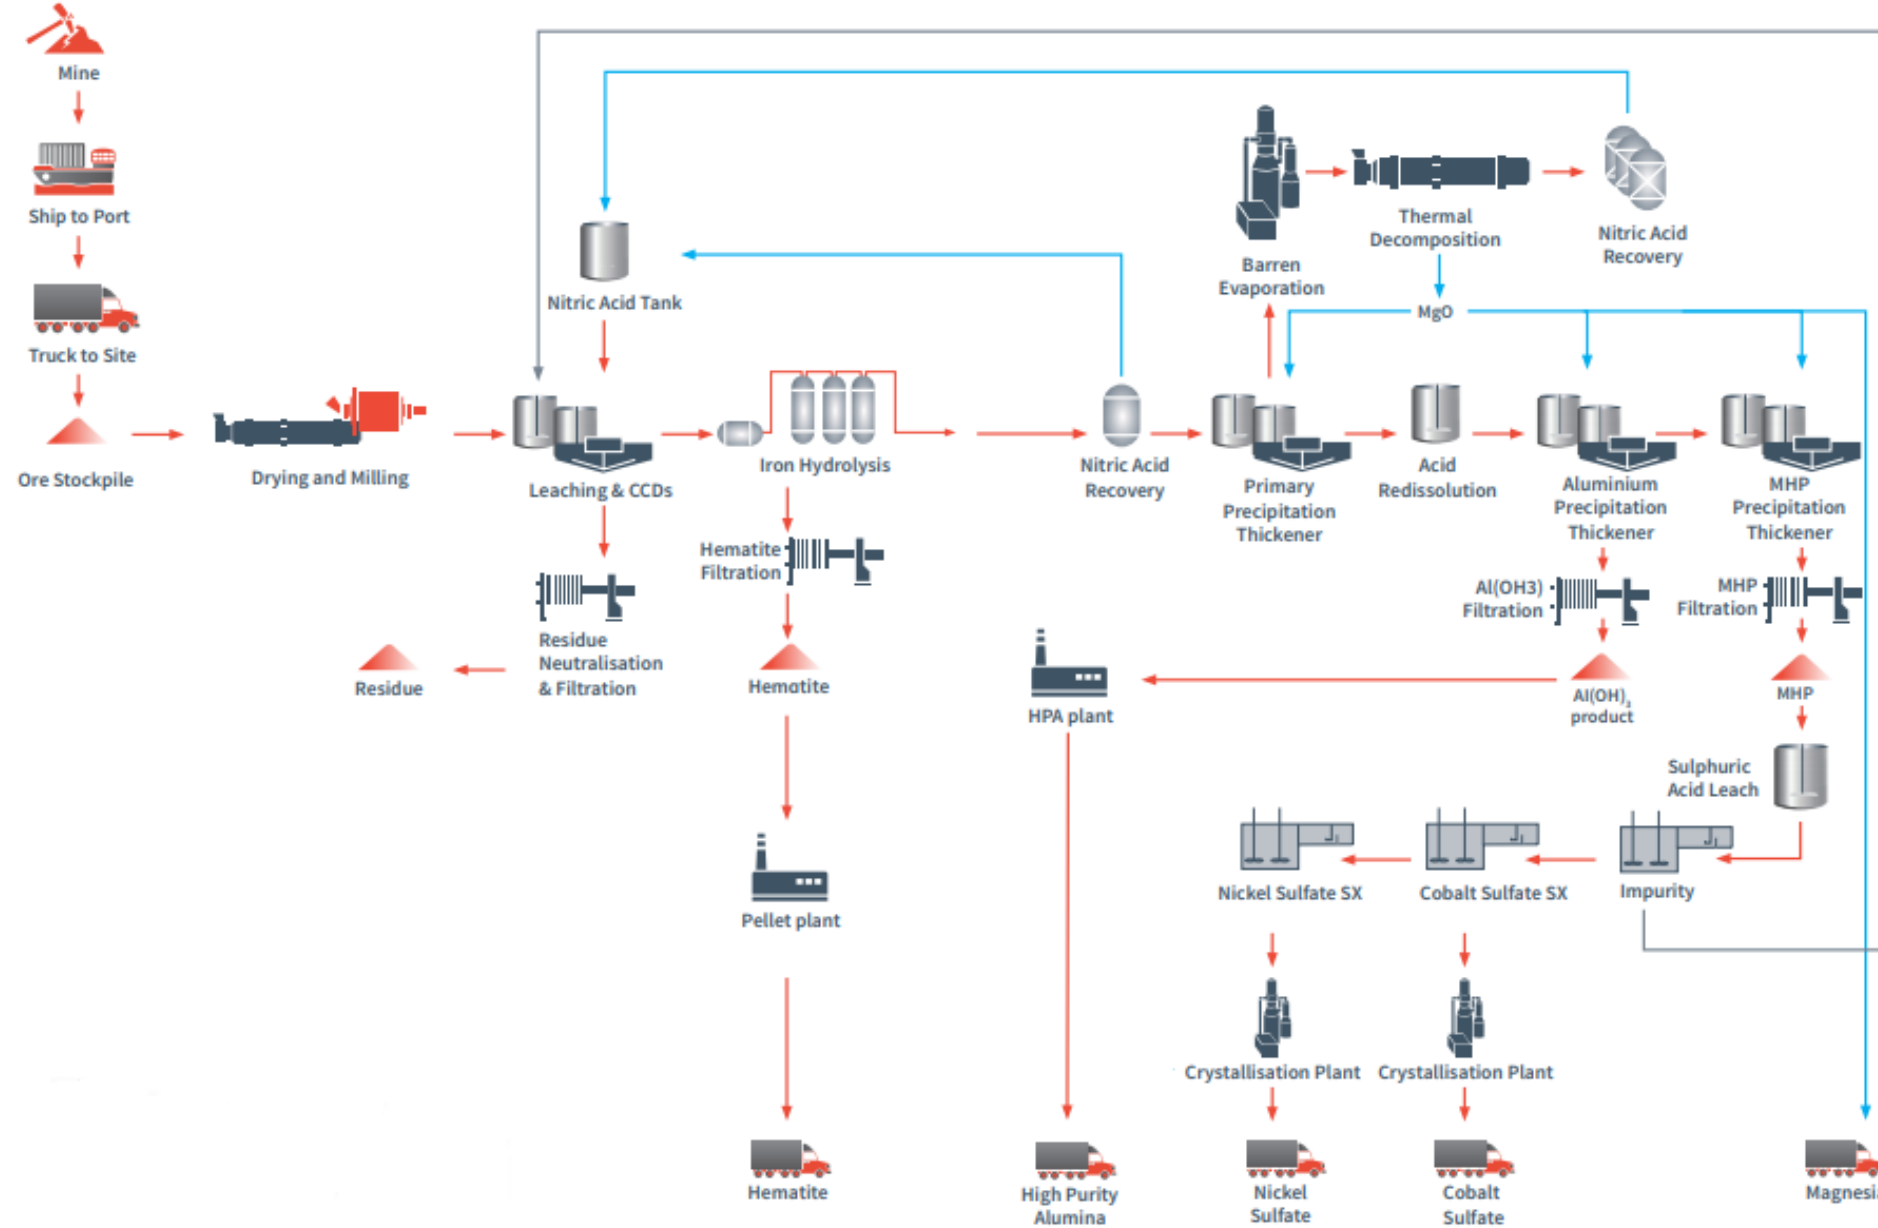 Mine
Ship to Port
Truck to Site
Ore Stockpile
Drying and Milling
Nitric Acid Tank
Leaching & CCDs
Residue
Neutralisation
& Filtration
Residue
Iron Hydrolysis
Hematite
Filtration
Hematite
Pellet plant
Hematite
Nitric Acid
Recovery
Primary
Precipitation
Thickener
Barren
Evaporation
Thermal
Decomposition
Nitric Acid
Recovery
MgO
Acid
Redissolution
Aluminium
Precipitation
Thickener
MHP
Precipitation
Thickener
Al(OH3)
Filtration
MHP
Filtration
Al(OH)₃
product
MHP
HPA plant
High Purity
Alumina
Sulphuric
Acid Leach
Impurity
Cobalt Sulfate SX
Nickel Sulfate SX
Crystallisation Plant
Crystallisation Plant
Nickel
Sulfate
Cobalt
Sulfate
Magnesia